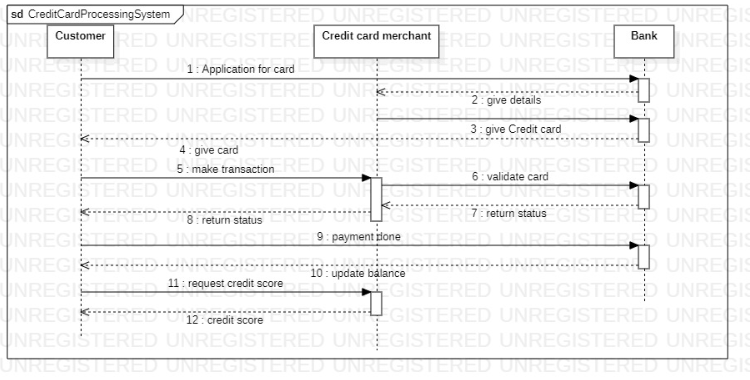 sd CreditCardProcessingSystem
Customer
Credit card merchant
Bank
1 : Application for card
2 : give details
3 : give Credit card
4 : give card
5 : make transaction
6 : validate card
7 : return status
8 : return status
9 : payment done
10 : update balance
11 : request credit score
12 : credit score
UNREGISTERED